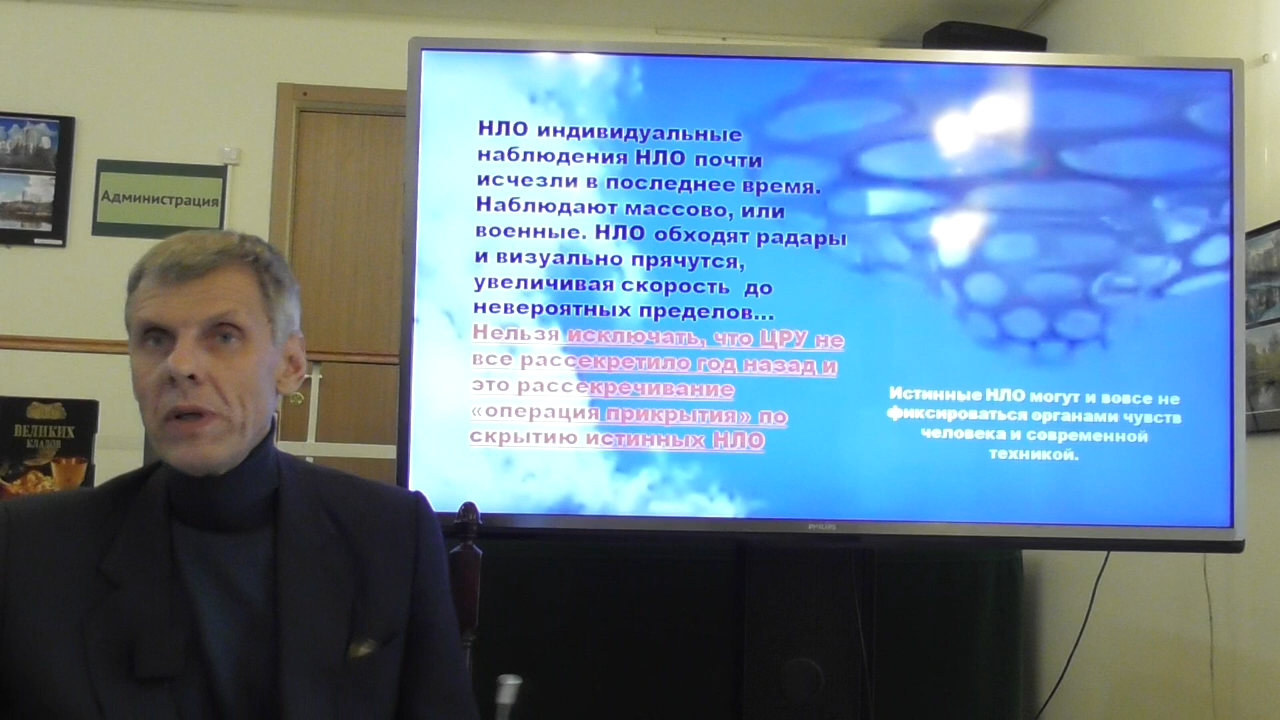 Администрация
НЛО индивидуальные
наблюдения НЛО почти
исчезли в последнее время.
Наблюдают массово, или
военные. НЛО обходят радары
и визуально прячутся,
увеличивая скорость до
невероятных пределов...
Нельзя исключать, что ЦРУ не
все рассекретило год назад и
это рассекречивание
«операция прикрытия» по
скрытию истинных НЛО
Истинные НЛО могут и вовсе не
фиксироваться органами чувств
человека и современной
техникой.
ВЕЛИКИХ
КЛАДОВ
PHILIPS